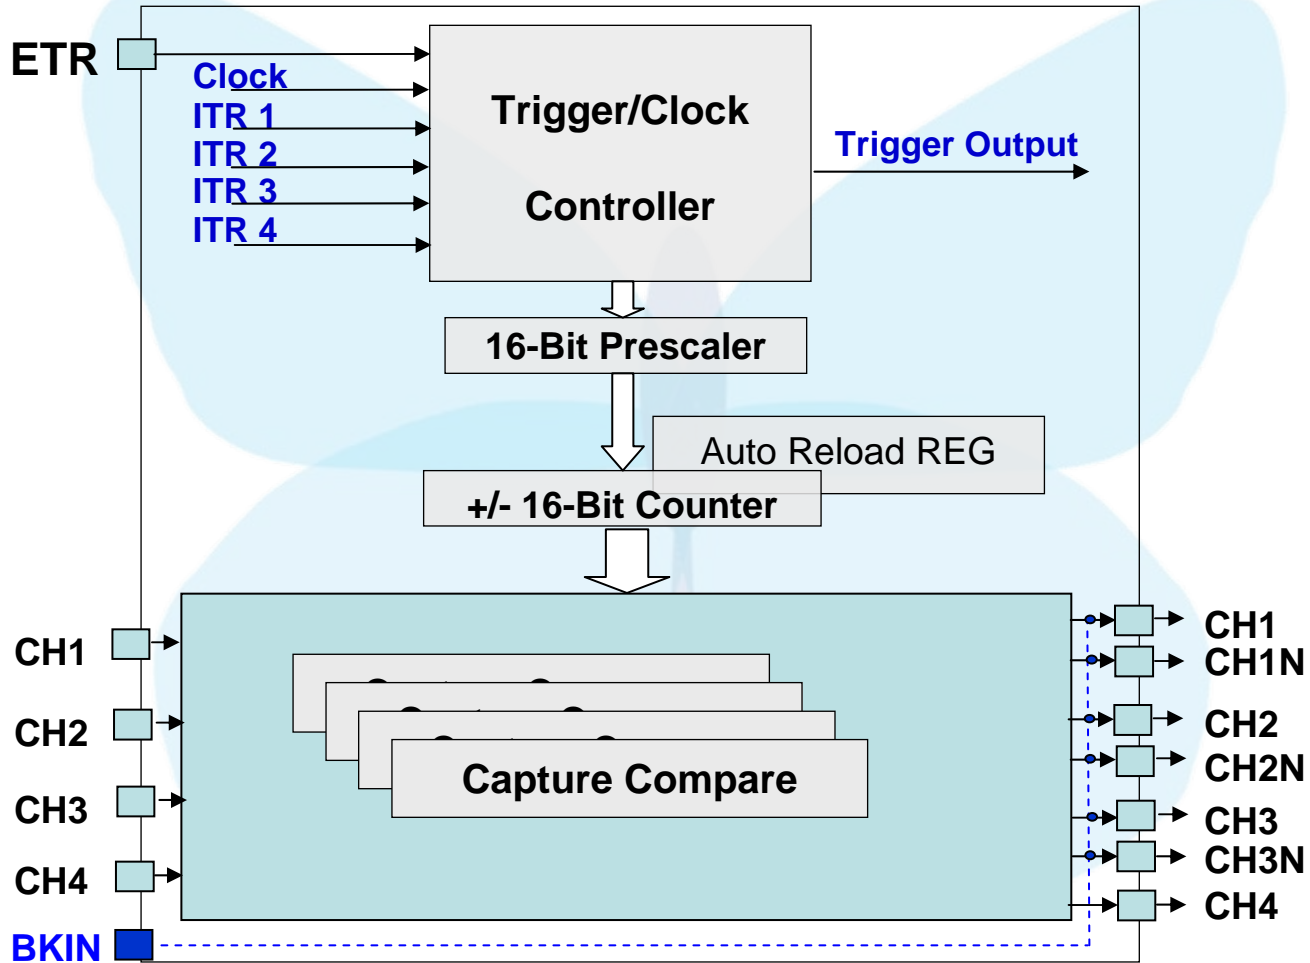 ETR
Clock
ITR 1
ITR 2
ITR 3
ITR 4
Trigger/Clock
Controller
Trigger Output
16-Bit Prescaler
Auto Reload REG
+/- 16-Bit Counter
CH1
CH2
CH3
CH4
BKIN
Capture Compare
CH1
CH1N
CH2
CH2N
CH3
CH3N
CH4